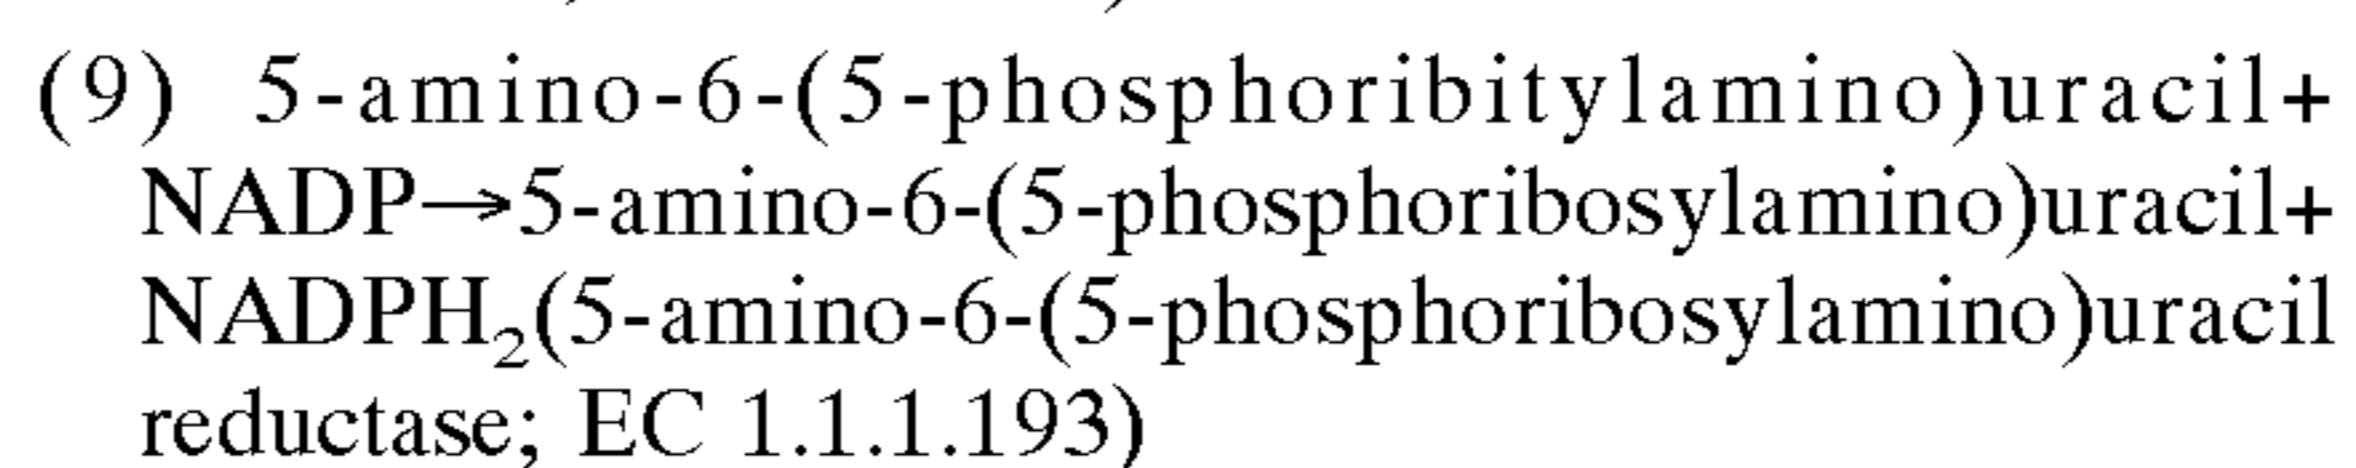 (9) 5-amino-6-(5-phosphoribitylamino)uracil+
NADP→5-amino-6-(5-phosphoribosylamino)uracil+
NADPH₂(5-amino-6-(5-phosphoribosylamino)uracil
reductase; EC 1.1.1.193)